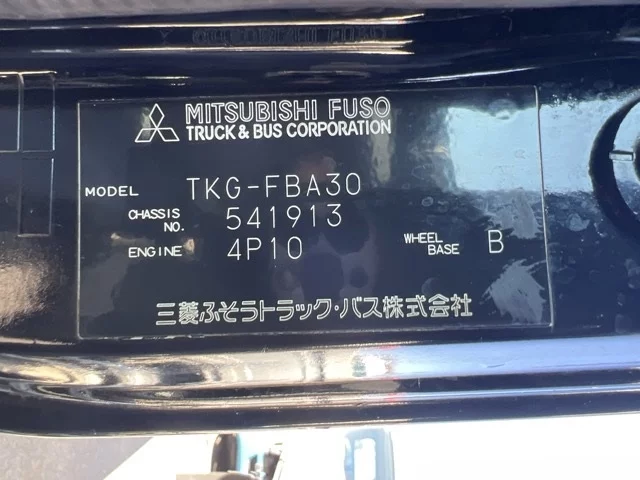 MITSUBISHI FUSO
TRUCK & BUS CORPORATION
MODEL TKG-FBA30
CHASSIS NO. 541913
ENGINE 4P10 WHEEL BASE B
三菱ふそうトラック・バス株式会社